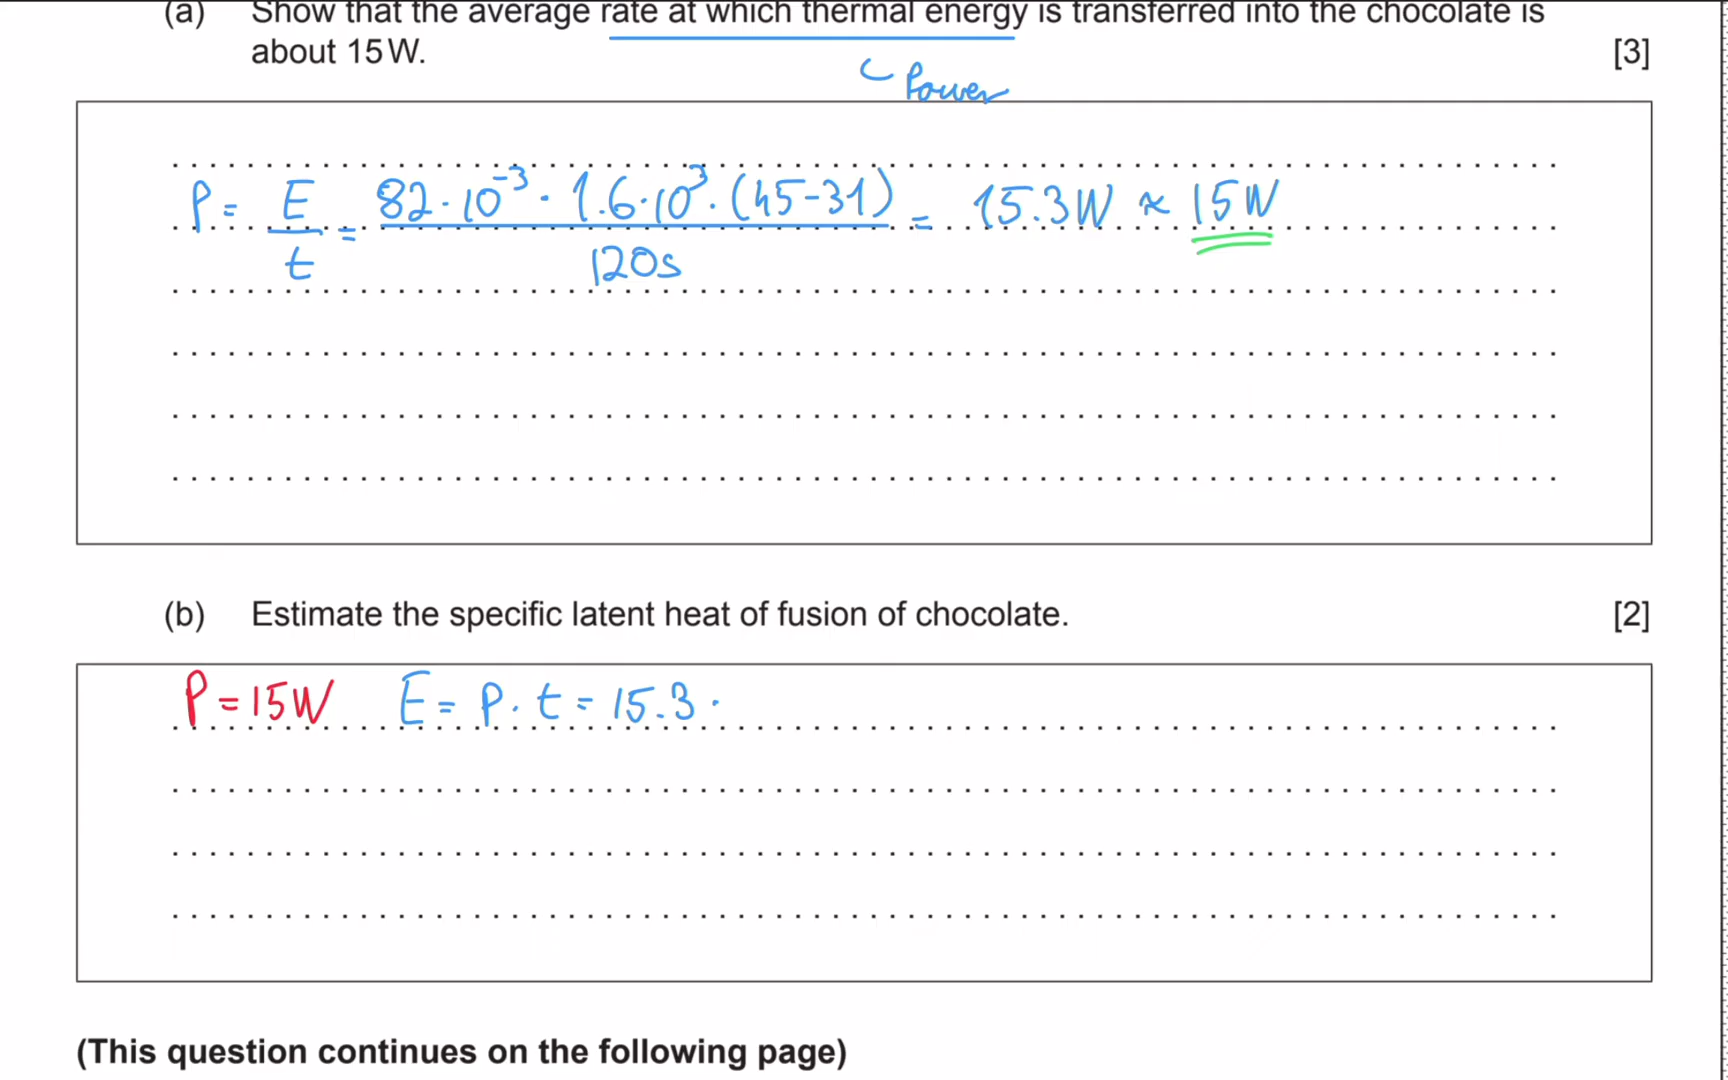 (a) Show that the average rate at which thermal energy is transferred into the chocolate is
about 15W. [3]
Power
P = E/t = 82·10⁻³ · 1.6·10³ · (45-31) / 120s = 15.3W ≈ 15W
(b) Estimate the specific latent heat of fusion of chocolate. [2]
P = 15W E = P · t = 15.3 ·
(This question continues on the following page)